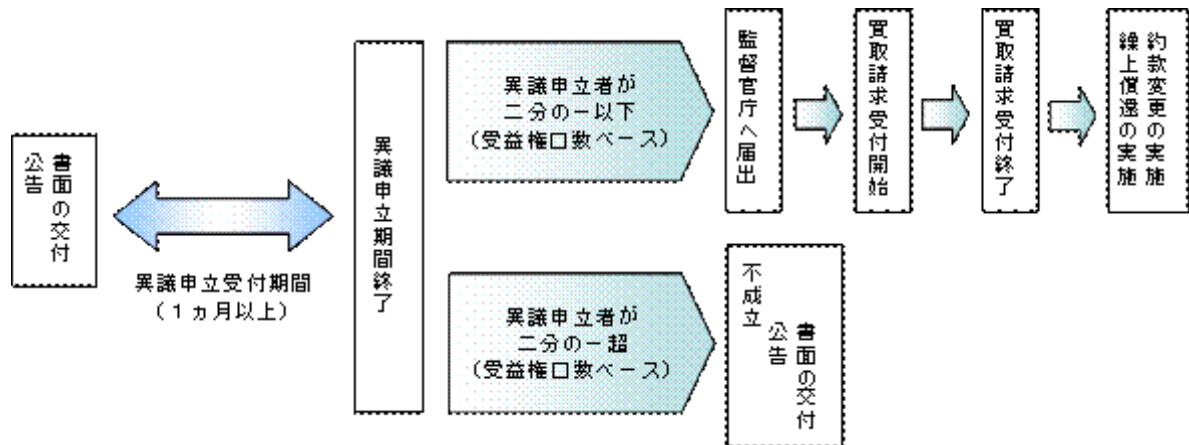 書面の交付
公告
異議申立受付期間
(1ヵ月以上)
異議申立期間終了
異議申立者が
二分の一以下
(受益権口数ベース)
監督官庁へ届出
買取請求受付開始
買取請求受付終了
約款変更の実施
繰上償還の実施
異議申立者が
二分の一超
(受益権口数ベース)
不成立
書面の交付
公告